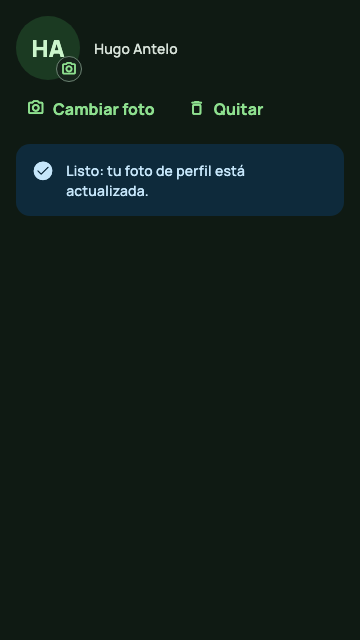 HA
Hugo Antelo
Cambiar foto
Quitar
Listo: tu foto de perfil está
actualizada.